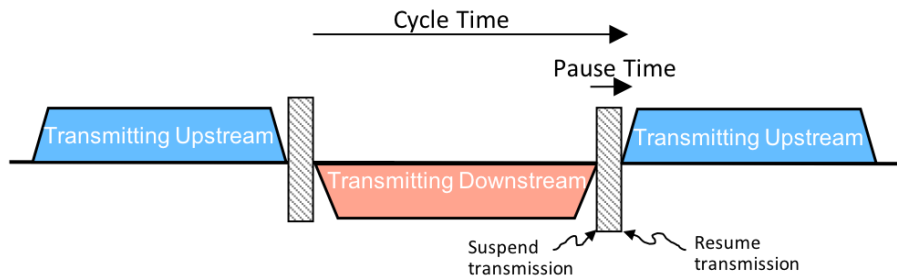 Cycle Time
Pause Time
Transmitting Upstream
Transmitting Downstream
Transmitting Upstream
Suspend
transmission
Resume
transmission